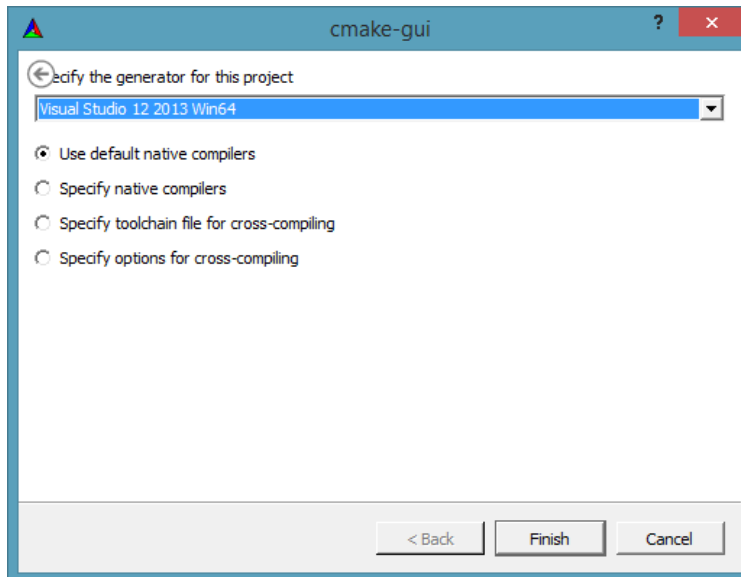 cmake-gui
?
ecify the generator for this project
Visual Studio 12 2013 Win64
Use default native compilers
Specify native compilers
Specify toolchain file for cross-compiling
Specify options for cross-compiling
< Back Finish Cancel